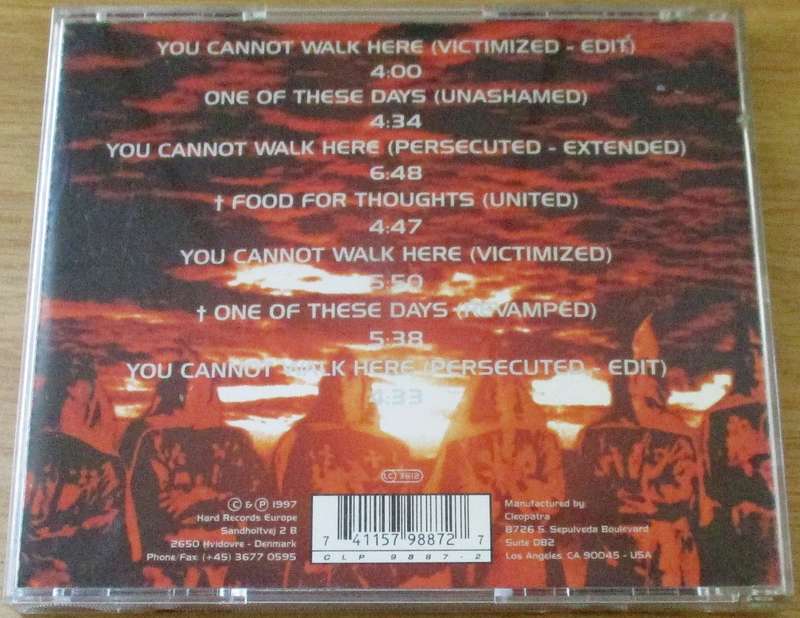 YOU CANNOT WALK HERE (VICTIMIZED - EDIT)
4:00
ONE OF THESE DAYS (UNASHAMED)
4:34
YOU CANNOT WALK HERE (PERSECUTED - EXTENDED)
6:48
† FOOD FOR THOUGHTS (UNITED)
4:47
YOU CANNOT WALK HERE (VICTIMIZED)
5:50
† ONE OF THESE DAYS (REVAMPED)
5:38
YOU CANNOT WALK HERE (PERSECUTED - EDIT)
4:33
LC 7612
© & ℗ 1997
Hard Records Europe
Sandholtvej 2 B
2650 Hvidovre - Denmark
Phone/Fax: (+45) 3677 0595
7 41157 98872 7
CLP 9887-2
Manufactured by:
Cleopatra
8726 S. Sepulveda Boulevard
Suite D82
Los Angeles, CA 90045 - USA